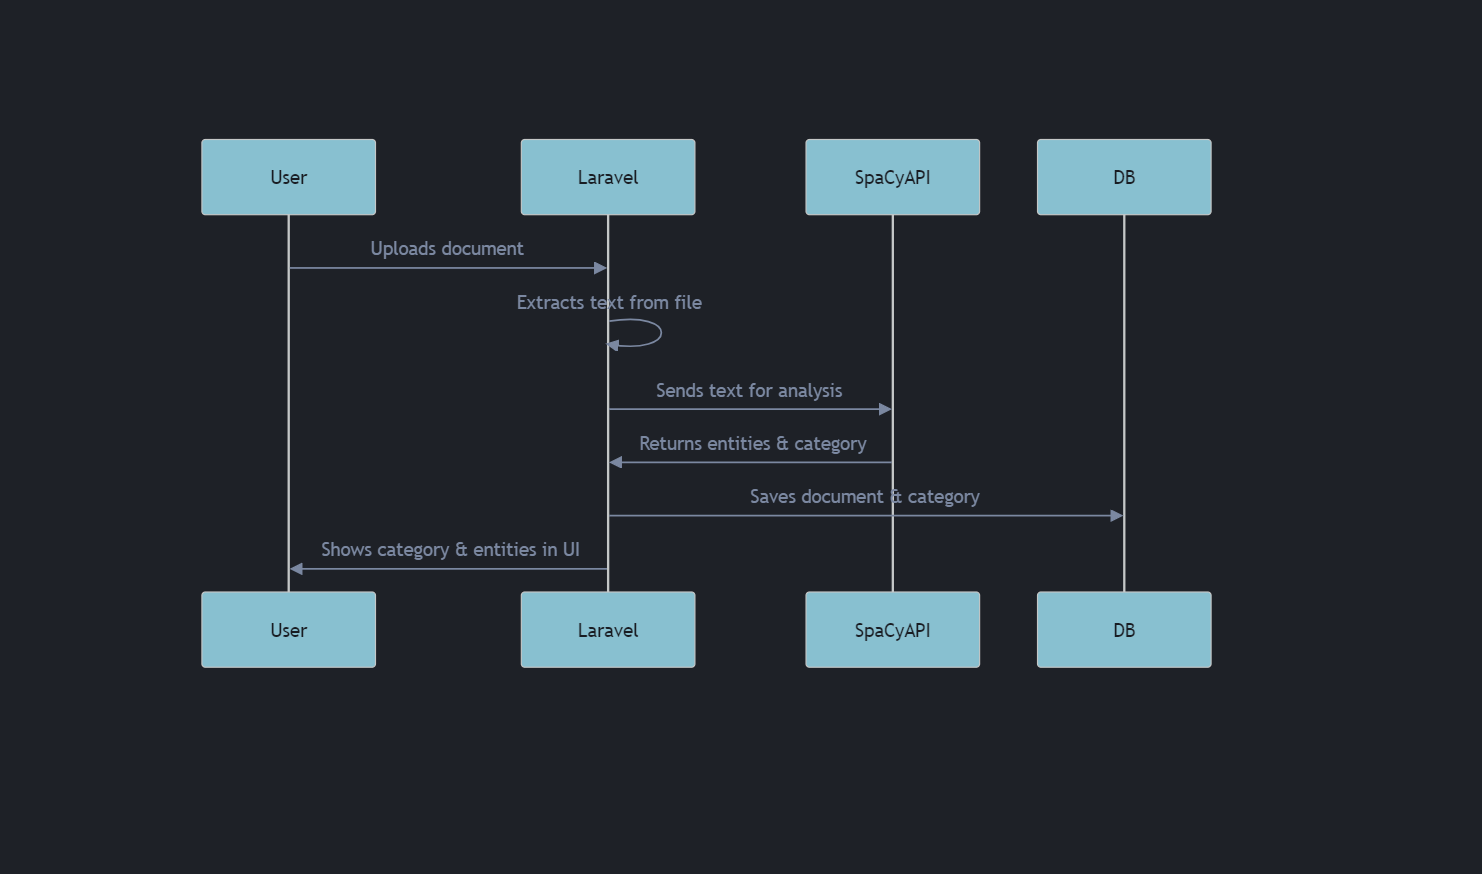 User
Laravel
SpaCyAPI
DB
Uploads document
Extracts text from file
Sends text for analysis
Returns entities & category
Saves document & category
Shows category & entities in UI
User
Laravel
SpaCyAPI
DB